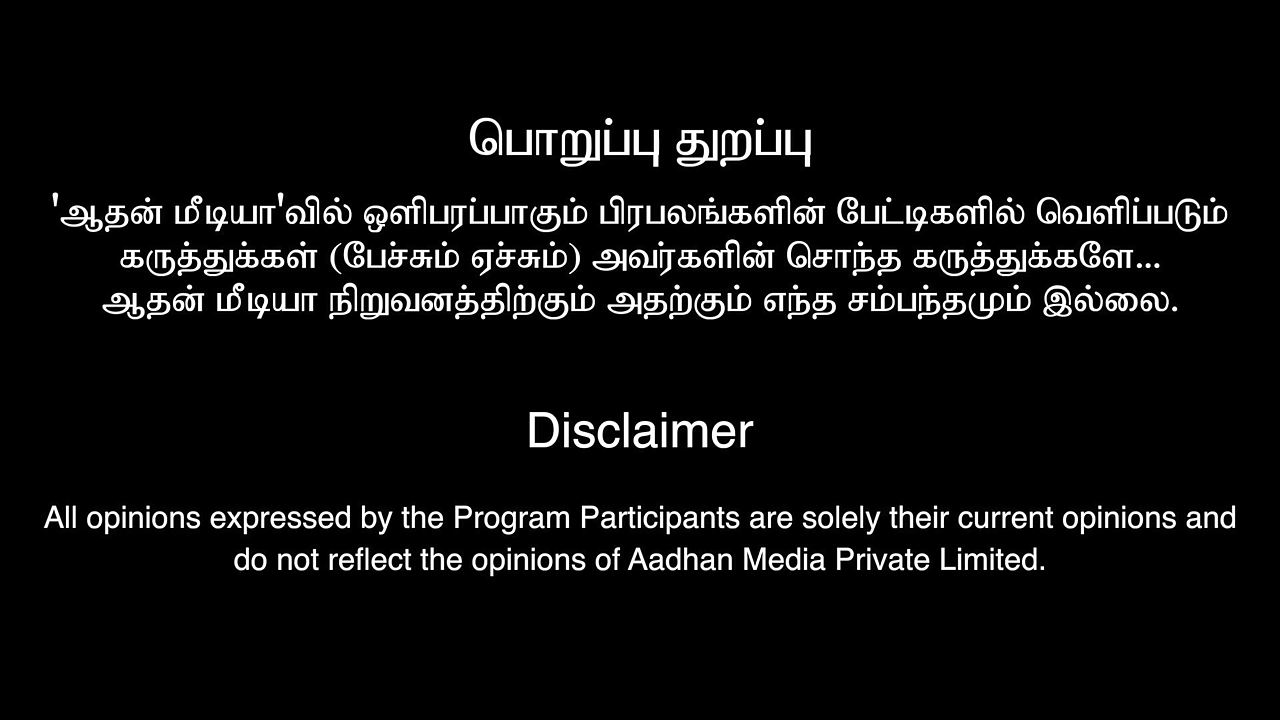 பொறுப்பு துறப்பு
'ஆதன் மீடியா'வில் ஒளிபரப்பாகும் பிரபலங்களின் பேட்டிகளில் வெளிப்படும்
கருத்துக்கள் (பேச்சும் ஏச்சும்) அவர்களின் சொந்த கருத்துக்களே...
ஆதன் மீடியா நிறுவனத்திற்கும் அதற்கும் எந்த சம்பந்தமும் இல்லை.
Disclaimer
All opinions expressed by the Program Participants are solely their current opinions and
do not reflect the opinions of Aadhan Media Private Limited.